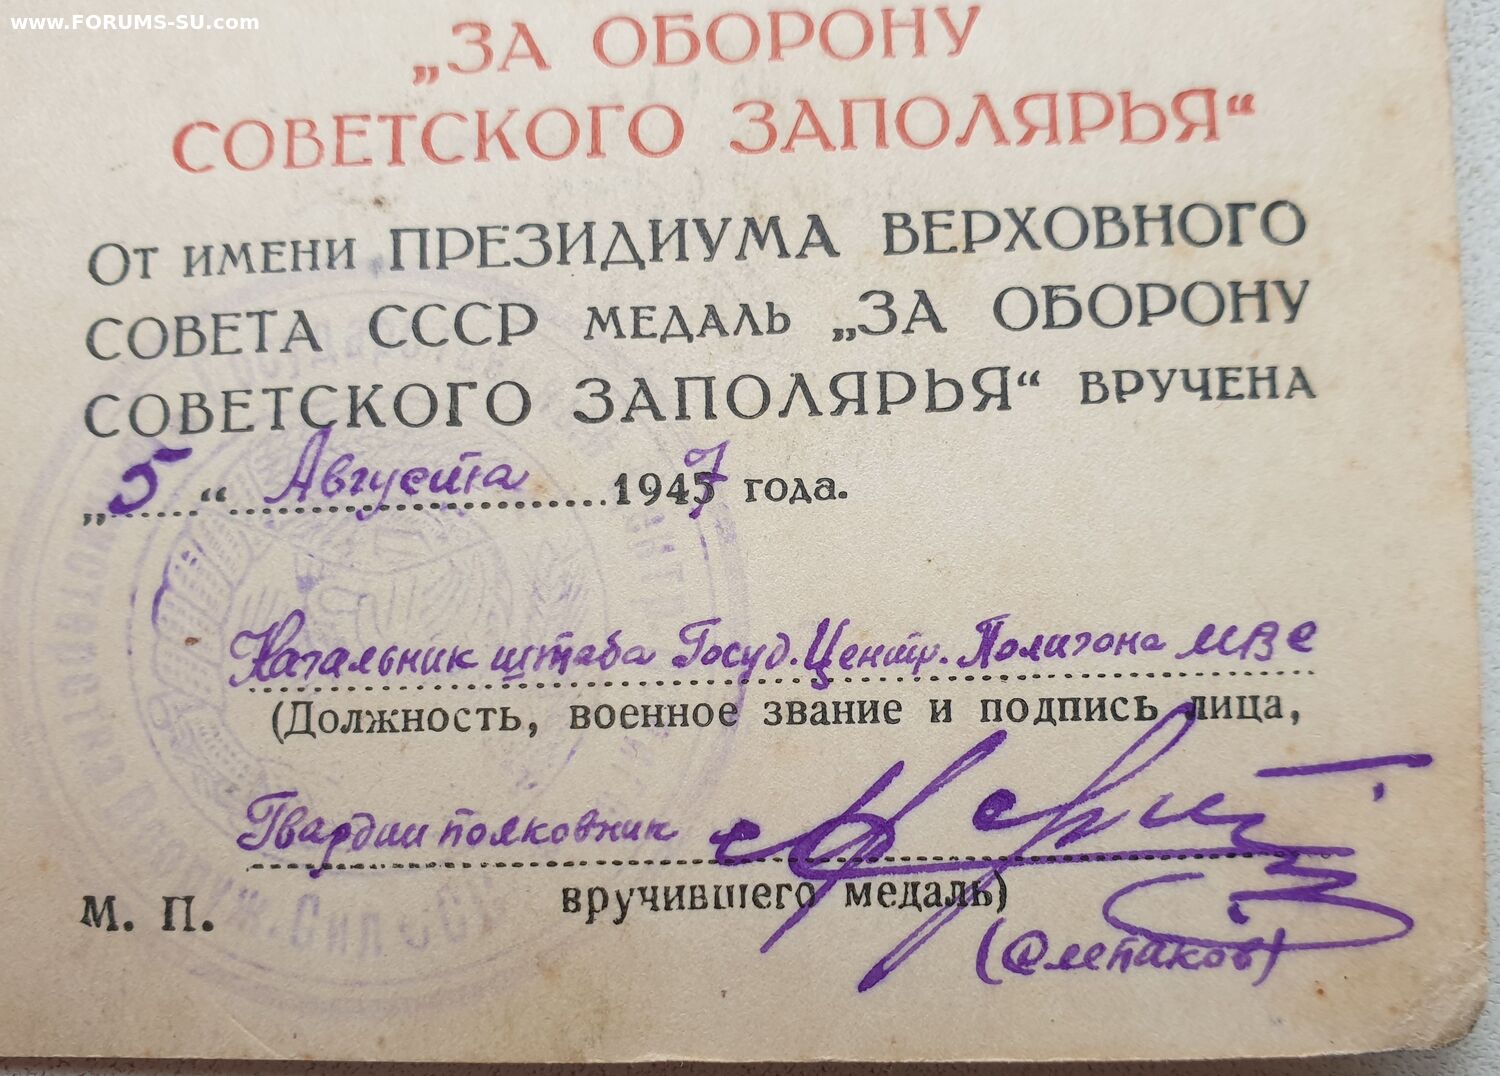 www.FORUMS-SU.com
„ЗА ОБОРОНУ
СОВЕТСКОГО ЗАПОЛЯРЬЯ“
От имени ПРЕЗИДИУМА ВЕРХОВНОГО
СОВЕТА СССР медаль „ЗА ОБОРОНУ
СОВЕТСКОГО ЗАПОЛЯРЬЯ“ вручена
„5“ Августа 1947 года.
Начальник штаба Госуд. Центр. Полигона МВС
(Должность, военное звание и подпись лица,
Гвардии полковник
вручившего медаль)
М. П.